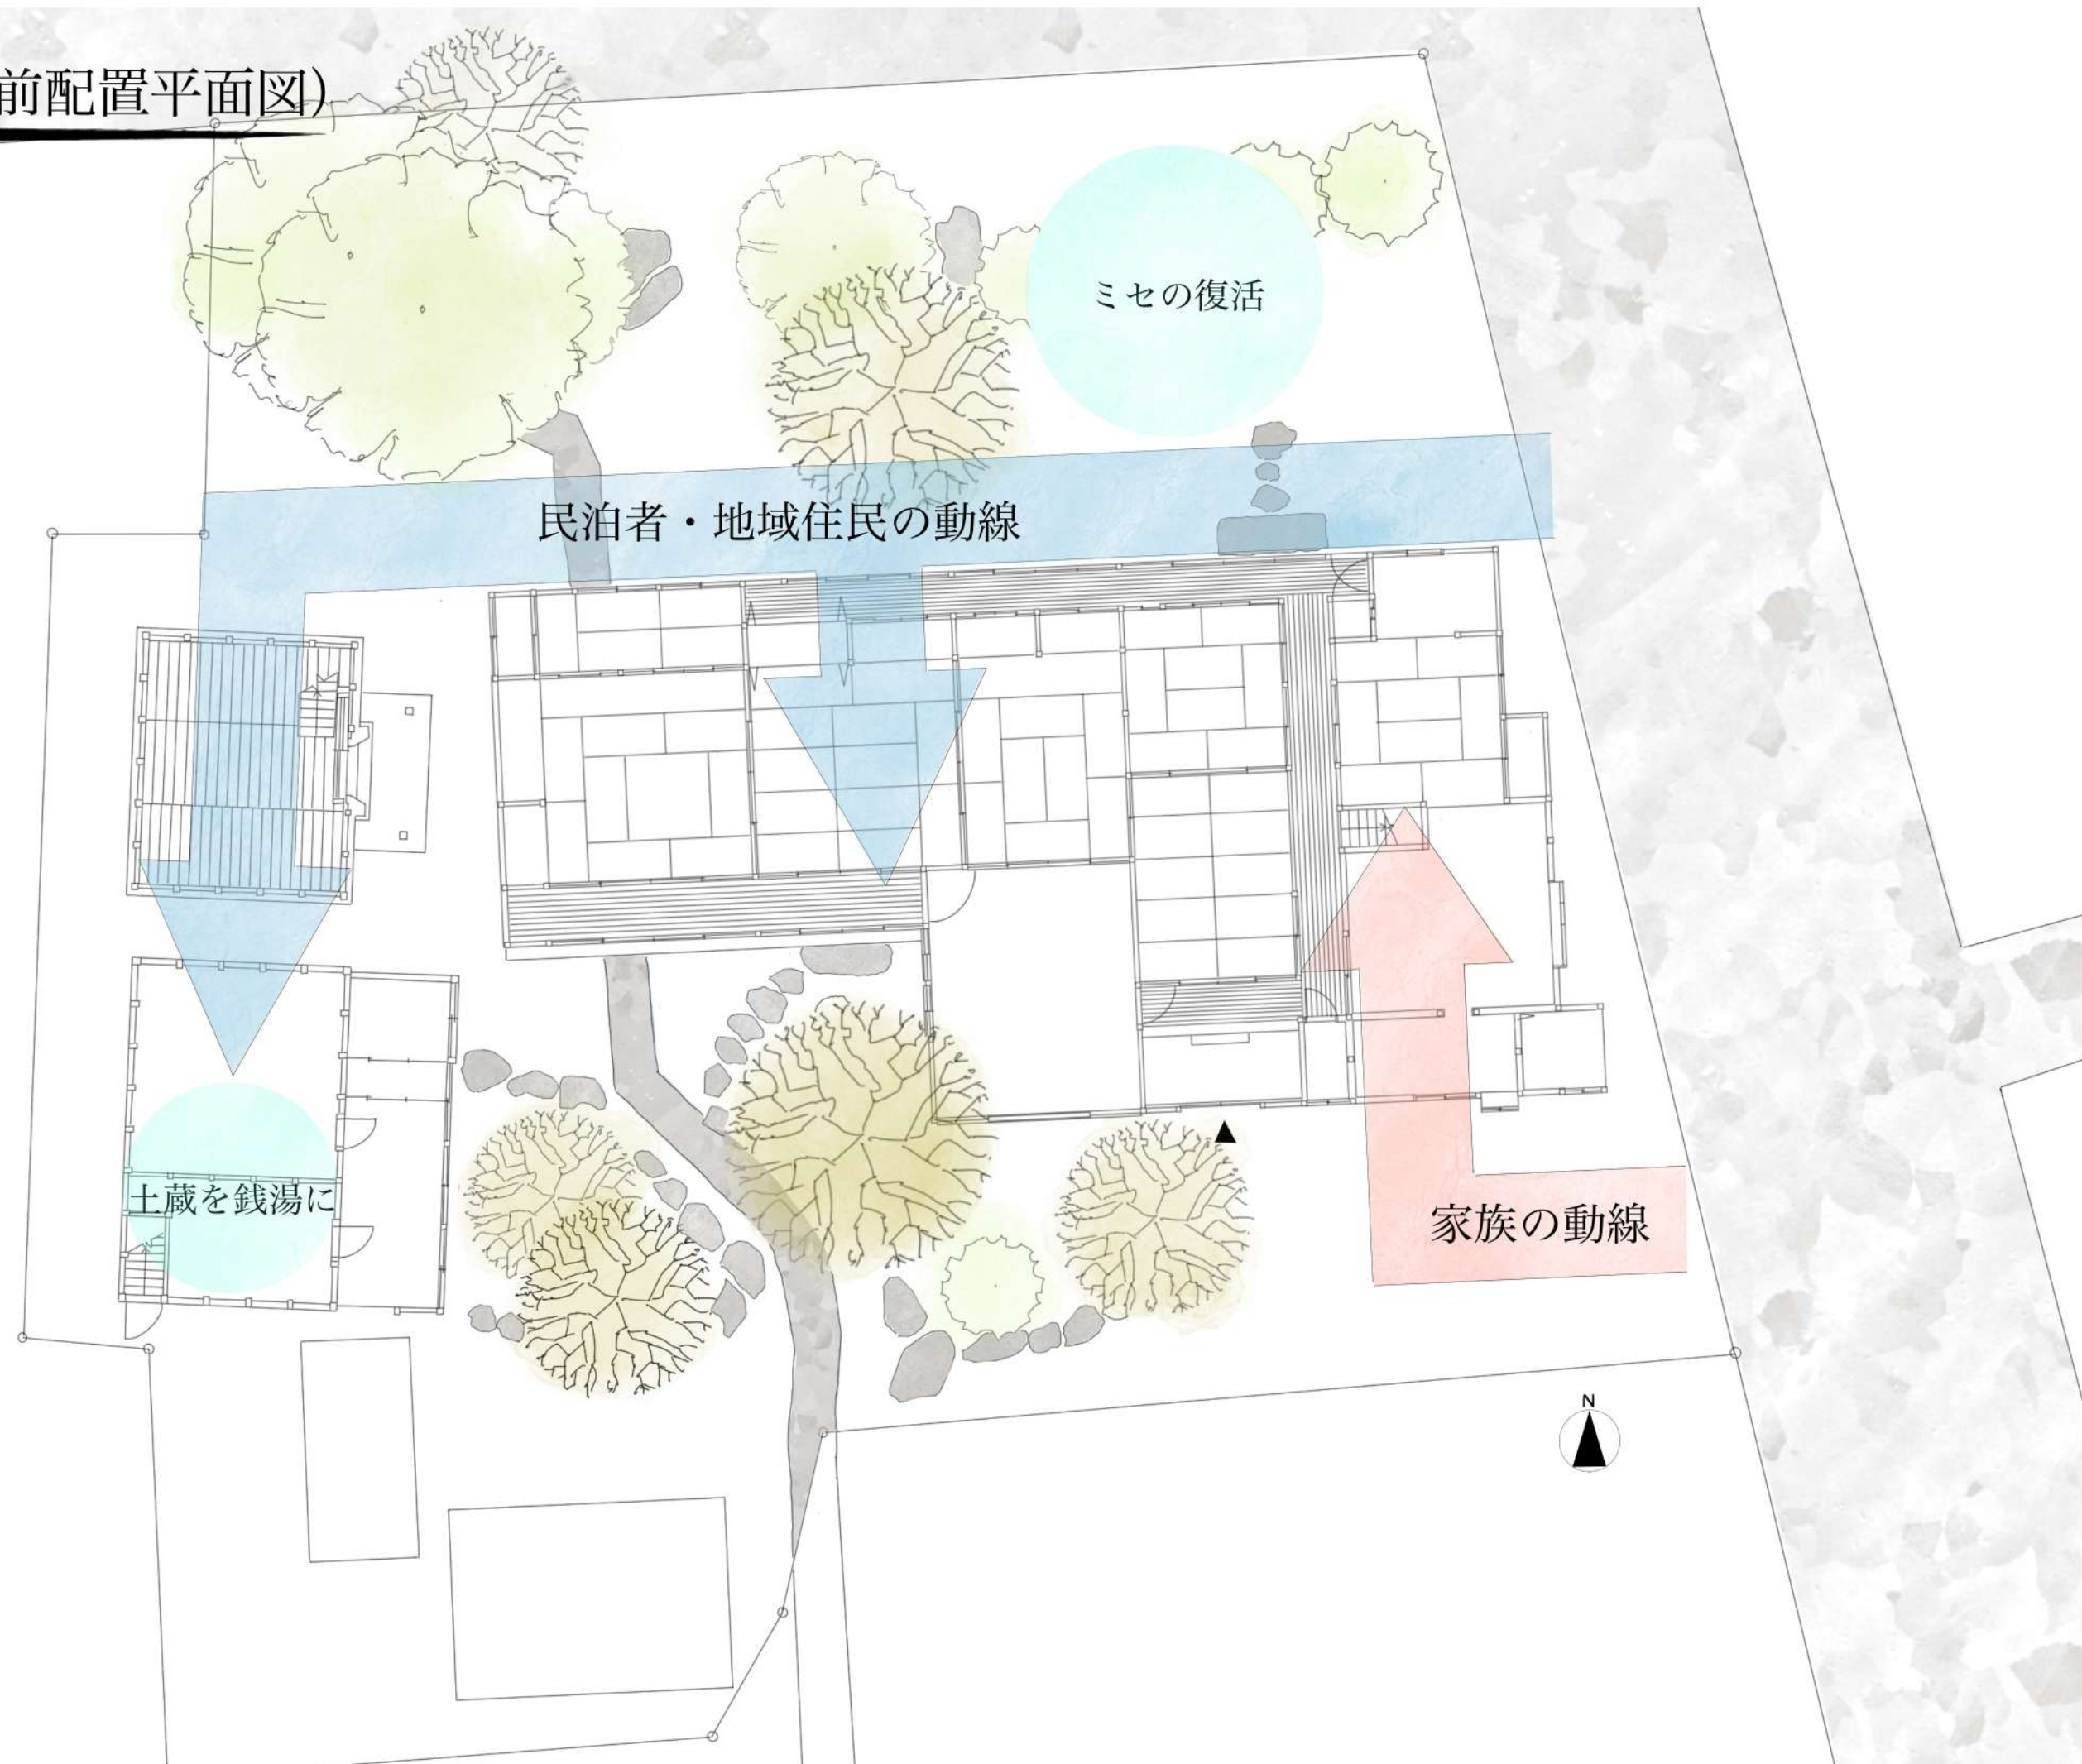 前配置平面図)
ミセの復活
民泊者・地域住民の動線
土蔵を銭湯に
家族の動線
N